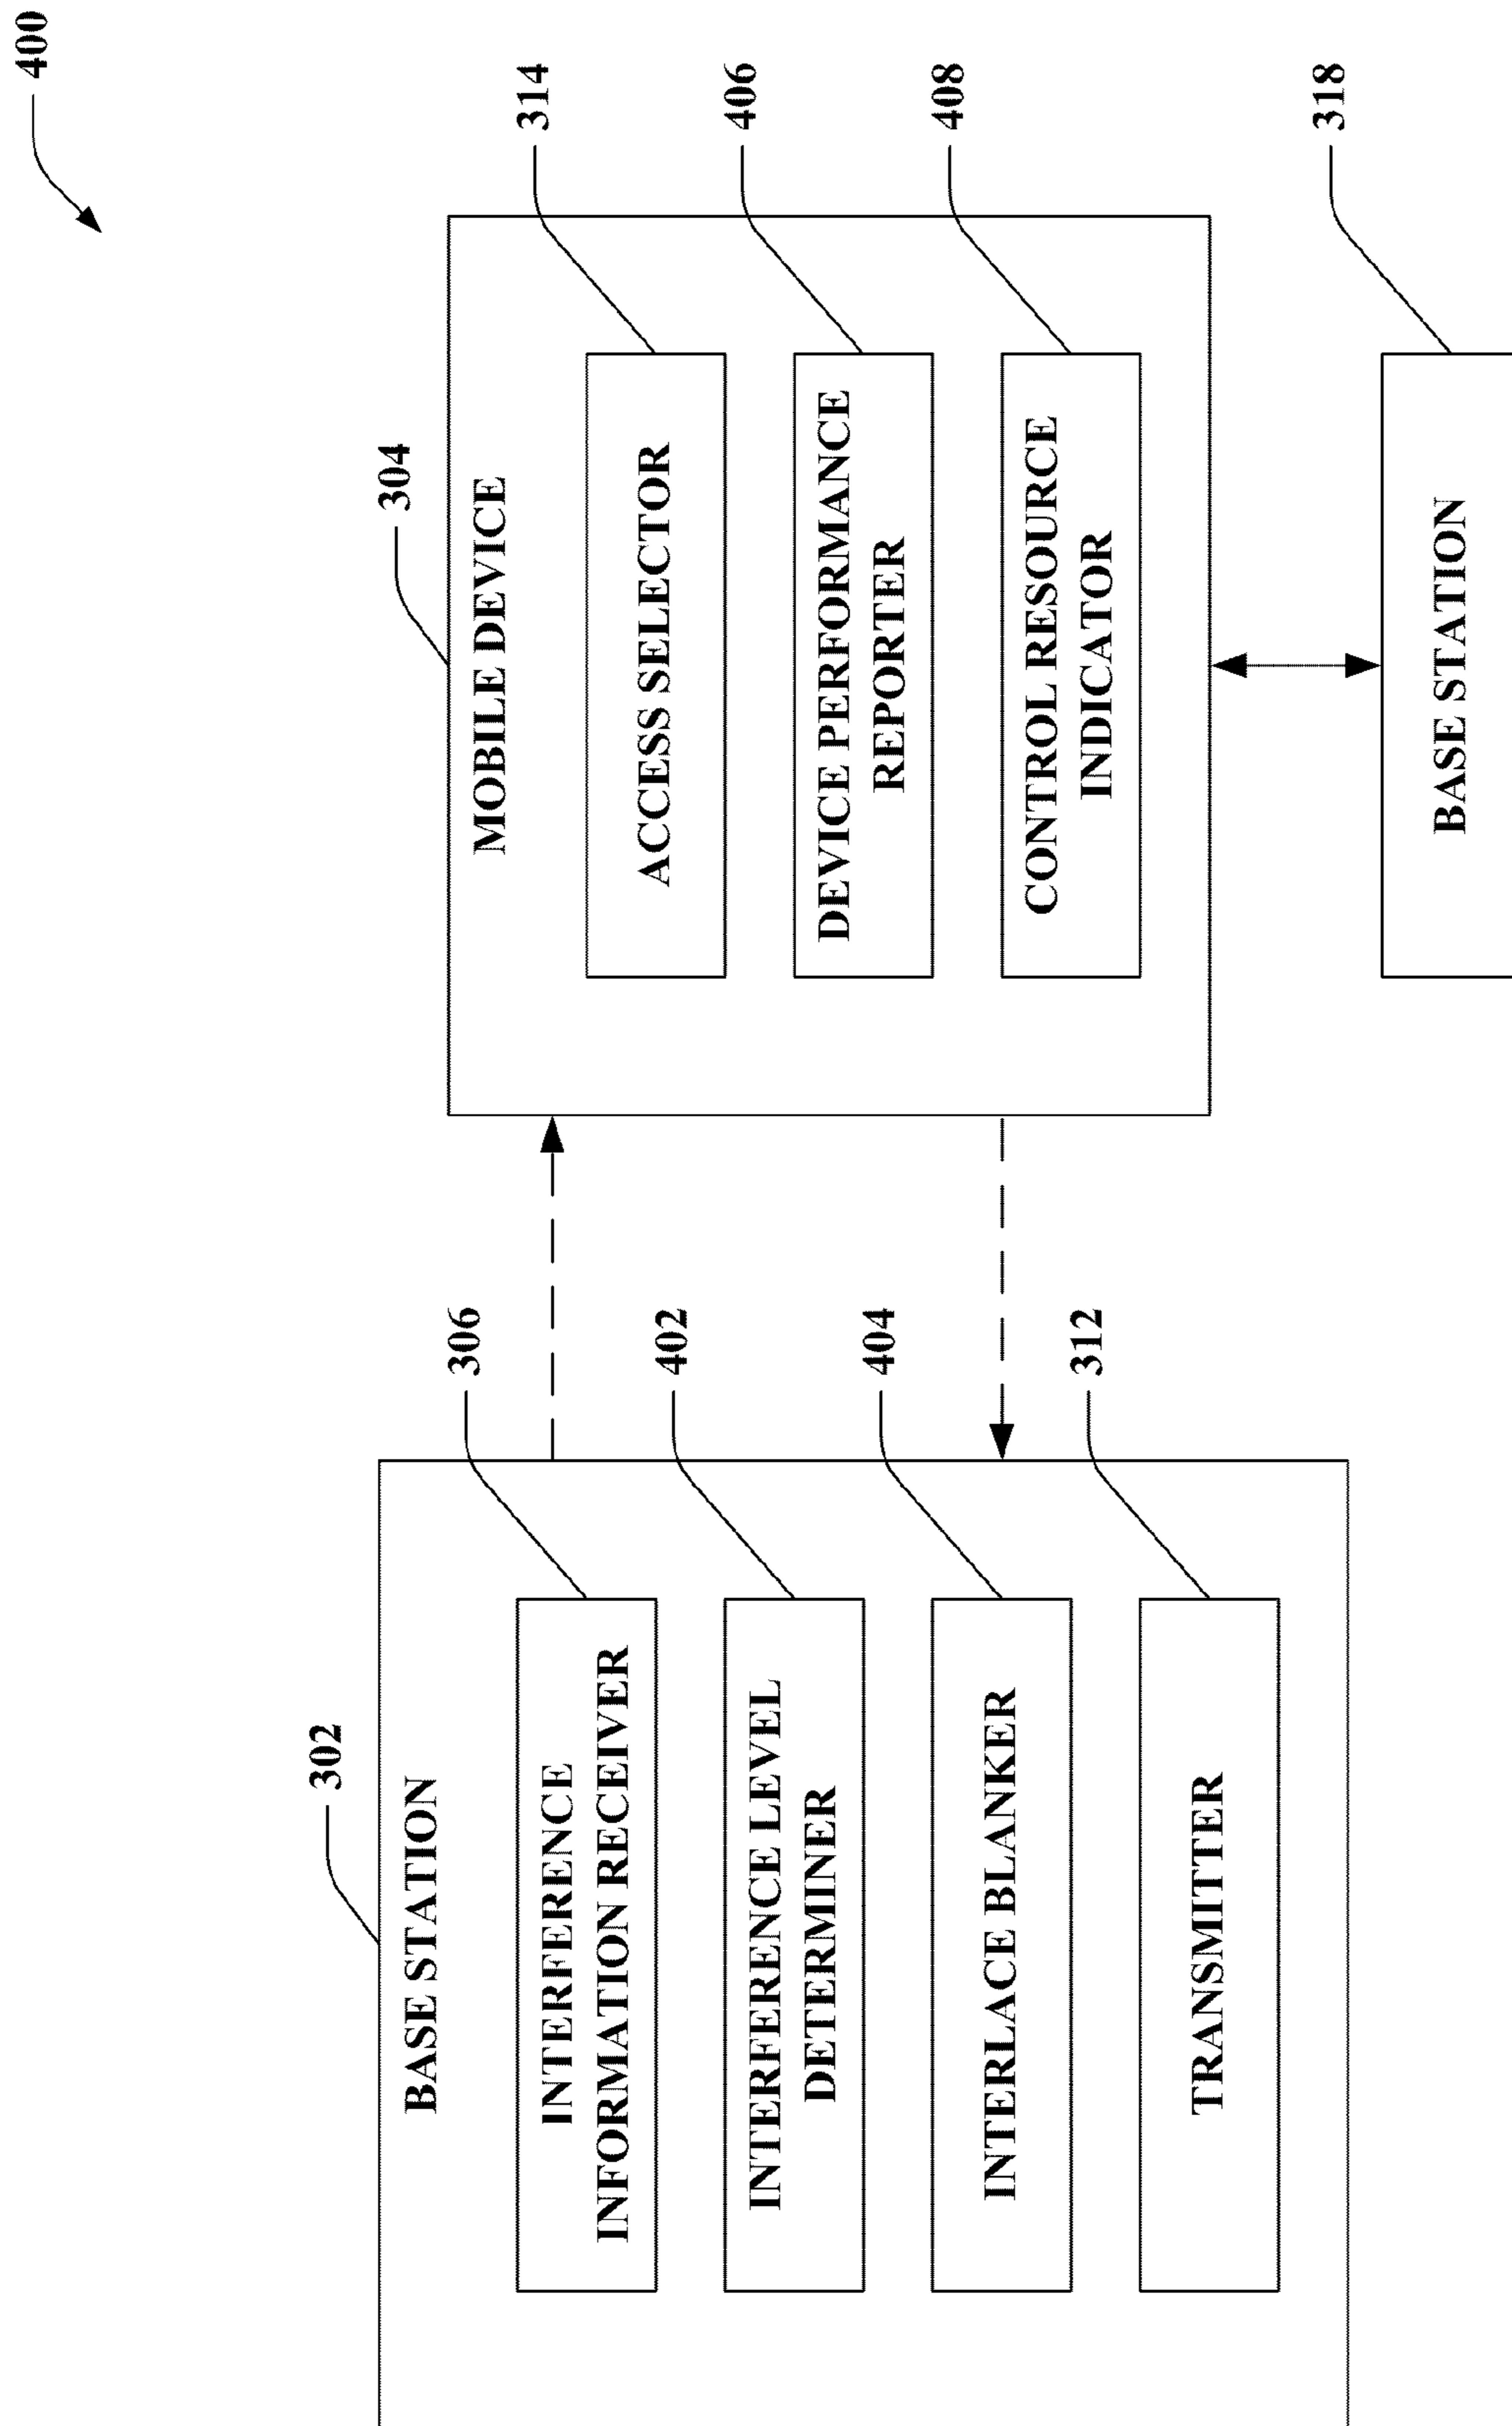 400
302
BASE STATION
306
INTERFERENCE
INFORMATION RECEIVER
402
INTERFERENCE LEVEL
DETERMINER
404
INTERLACE BLANKER
312
TRANSMITTER
304
MOBILE DEVICE
314
ACCESS SELECTOR
406
DEVICE PERFORMANCE
REPORTER
408
CONTROL RESOURCE
INDICATOR
318
BASE STATION